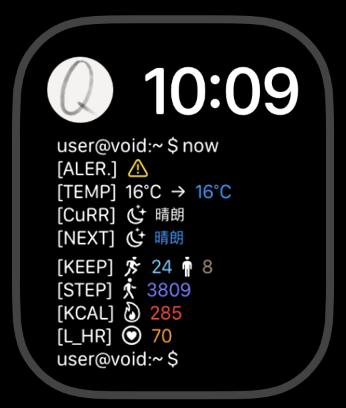 Q
10:09
user@void:~ $ now
[ALER.]
[TEMP] 16°C → 16°C
[CuRR] 晴朗
[NEXT] 晴朗
[KEEP] 24 8
[STEP] 3809
[KCAL] 285
[L_HR] 70
user@void:~ $